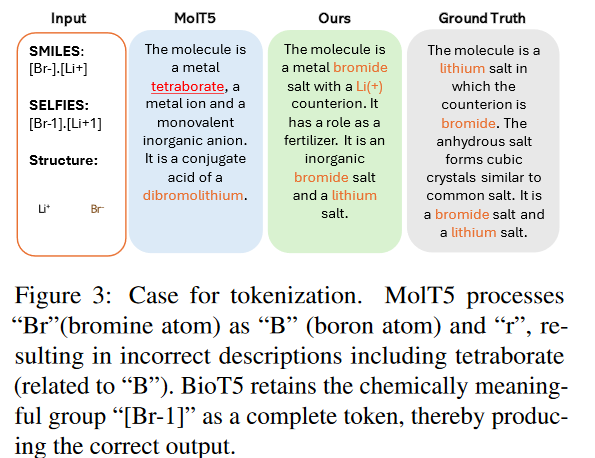 Input
SMILES:
[Br-].[Li+]
SELFIES:
[Br-1].[Li+1]
Structure:
Li+
Br-
MolT5
The molecule is
a metal
tetraborate, a
metal ion and a
monovalent
inorganic anion.
It is a conjugate
acid of a
dibromolithium.
Ours
The molecule is
a metal bromide
salt with a Li(+)
counterion. It
has a role as a
fertilizer. It is an
inorganic
bromide salt
and a lithium
salt.
Ground Truth
The molecule is a
lithium salt in
which the
counterion is
bromide. The
anhydrous salt
forms cubic
crystals similar to
common salt. It is
a bromide salt and
a lithium salt.
Figure 3: Case for tokenization. MolT5 processes
“Br”(bromine atom) as “B” (boron atom) and “r”, re-
sulting in incorrect descriptions including tetraborate
(related to “B”). BioT5 retains the chemically meaning-
ful group “[Br-1]” as a complete token, thereby produc-
ing the correct output.